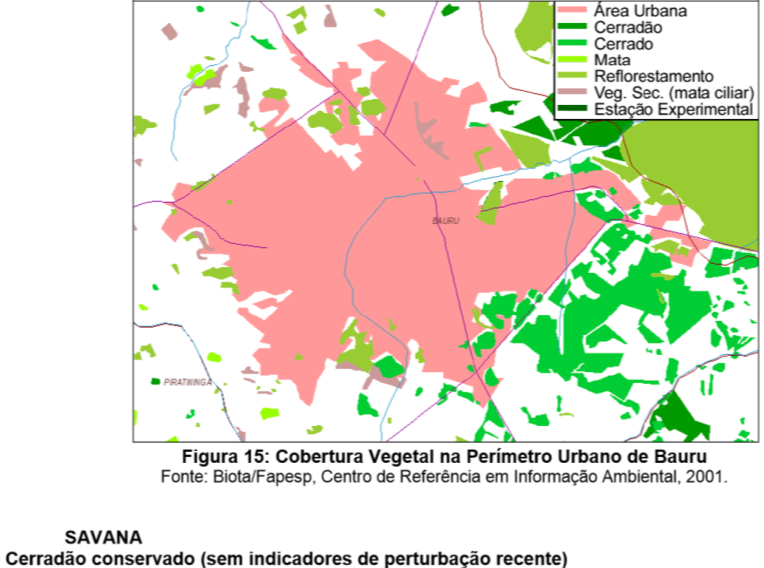 Área Urbana
Cerradão
Cerrado
Mata
Reflorestamento
Veg. Sec. (mata ciliar)
Estação Experimental
BAURU
PIRATININGA
Figura 15: Cobertura Vegetal na Perímetro Urbano de Bauru
Fonte: Biota/Fapesp, Centro de Referência em Informação Ambiental, 2001.
SAVANA
Cerradão conservado (sem indicadores de perturbação recente)